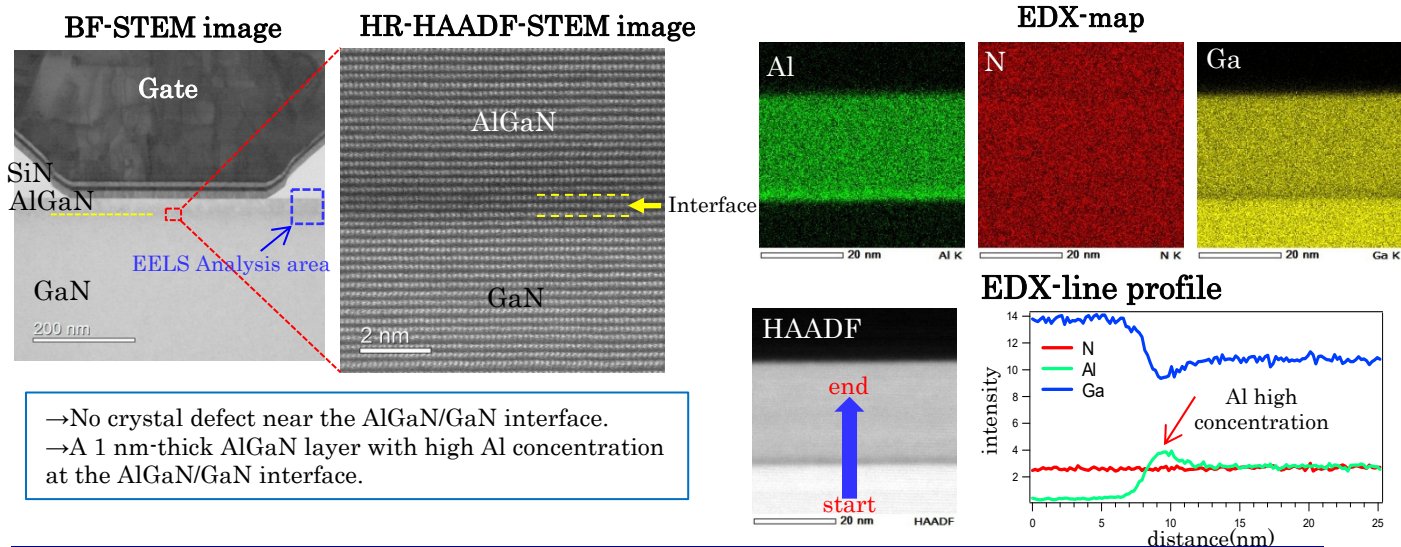 BF-STEM image
HR-HAADF-STEM image
EDX-map
Gate
SiN
AlGaN
GaN
EELS Analysis area
200 nm
AlGaN
Interface
GaN
2 nm
Al
20 nm
Al K
N
20 nm
N K
Ga
20 nm
Ga K
→No crystal defect near the AlGaN/GaN interface.
→A 1 nm-thick AlGaN layer with high Al concentration
at the AlGaN/GaN interface.
HAADF
end
start
20 nm
HAADF
EDX-line profile
14
12
10
8
6
4
2
intensity
N
Al
Ga
Al high
concentration
0
5
10
15
20
25
distance(nm)